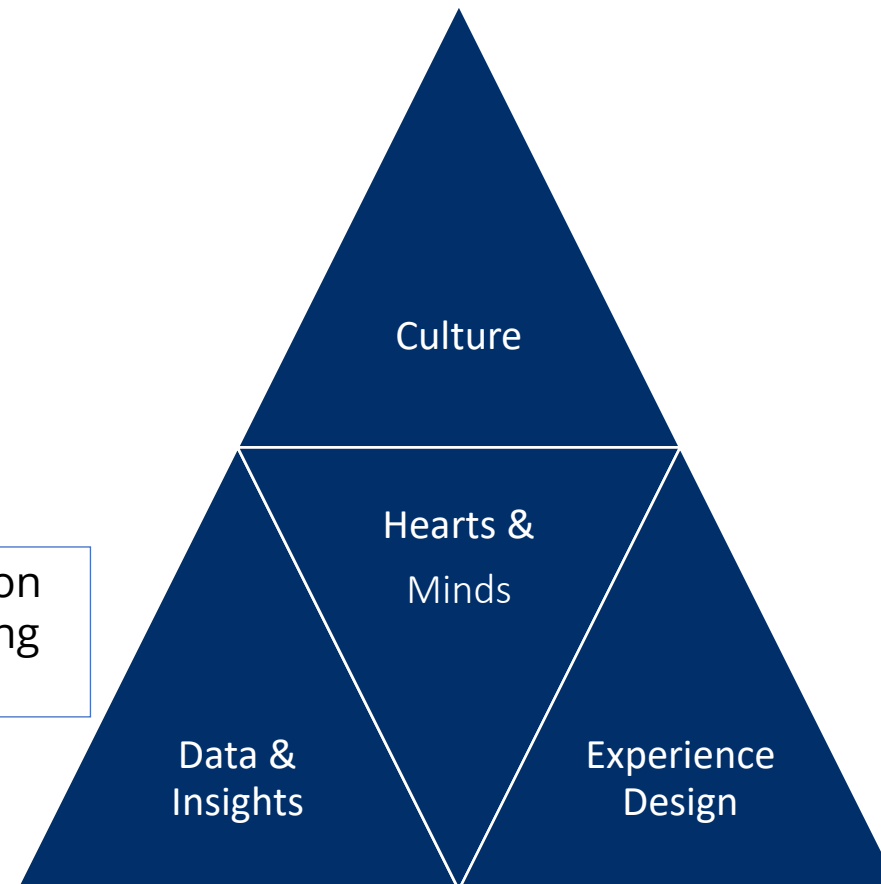 Culture
Hearts &
Minds
Data &
Insights
Experience
Design